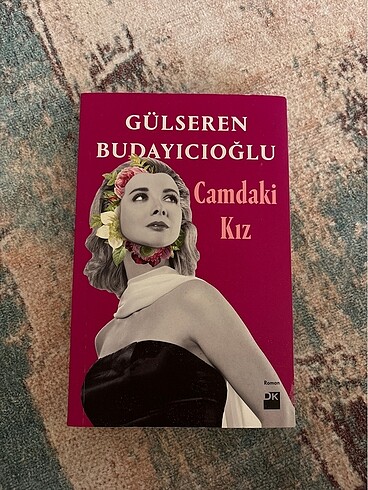 GÜLSEREN
BUDAYICIOĞLU
Camdaki
Kız
Roman
DK